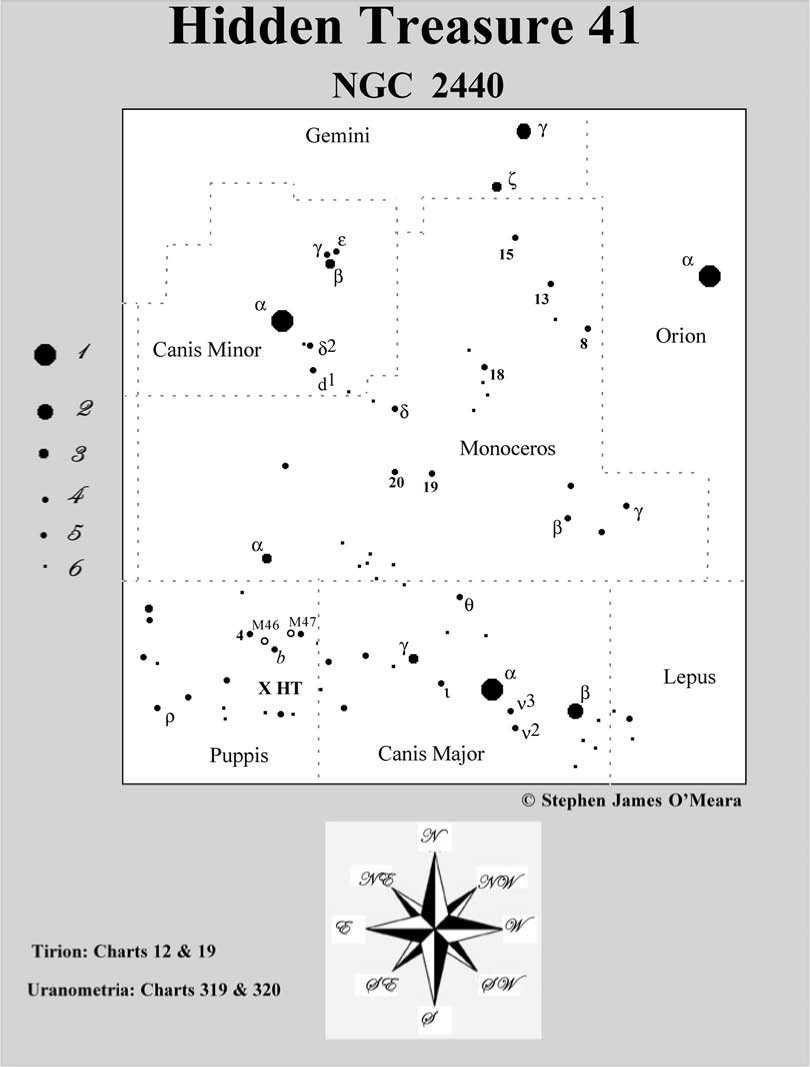 Hidden Treasure 41
NGC 2440
Gemini
γ
ζ
15
γ ε
β
α
13
α
8
Orion
Canis Minor
δ2
d1
18
δ
Monoceros
20 19
γ
β
α
1
2
3
4
5
6
θ
M46 M47
4
b
γ
α
ι
ν3
β
Lepus
X HT
ρ
ν2
Puppis
Canis Major
© Stephen James O’Meara
N
NE NW
E W
SE SW
S
Tirion: Charts 12 & 19
Uranometria: Charts 319 & 320